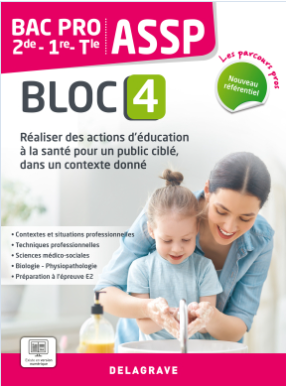 BAC PRO
2de - 1re - Tle
ASSP
Les parcours pros
Nouveau
référentiel
BLOC 4
Réaliser des actions d'éducation
à la santé pour un public ciblé,
dans un contexte donné
• Contextes et situations professionnelles
• Techniques professionnelles
• Sciences médico-sociales
• Biologie - Physiopathologie
• Préparation à l'épreuve E2
DELAGRAVE